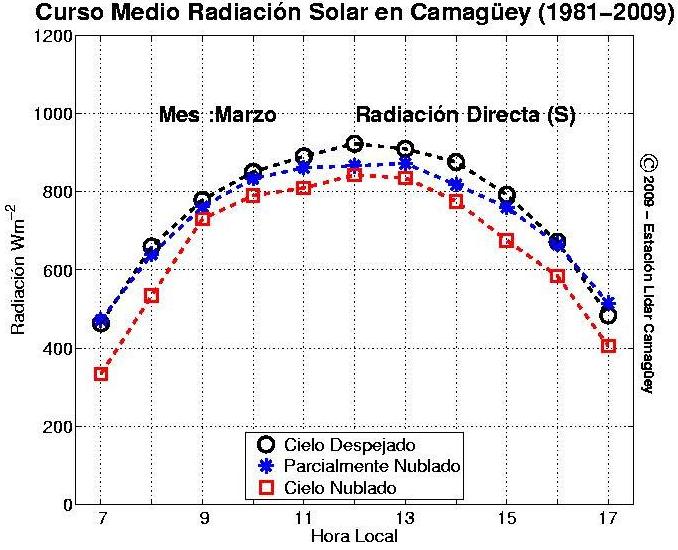 Curso Medio Radiación Solar en Camagüey (1981–2009)
1200
1000
800
600
400
200
0
Radiación Wm⁻²
Mes :Marzo
Radiación Directa (S)
Cielo Despejado
Parcialmente Nublado
Cielo Nublado
7 9 11 13 15 17
Hora Local
© 2009 – Estación Lidar Camagüey